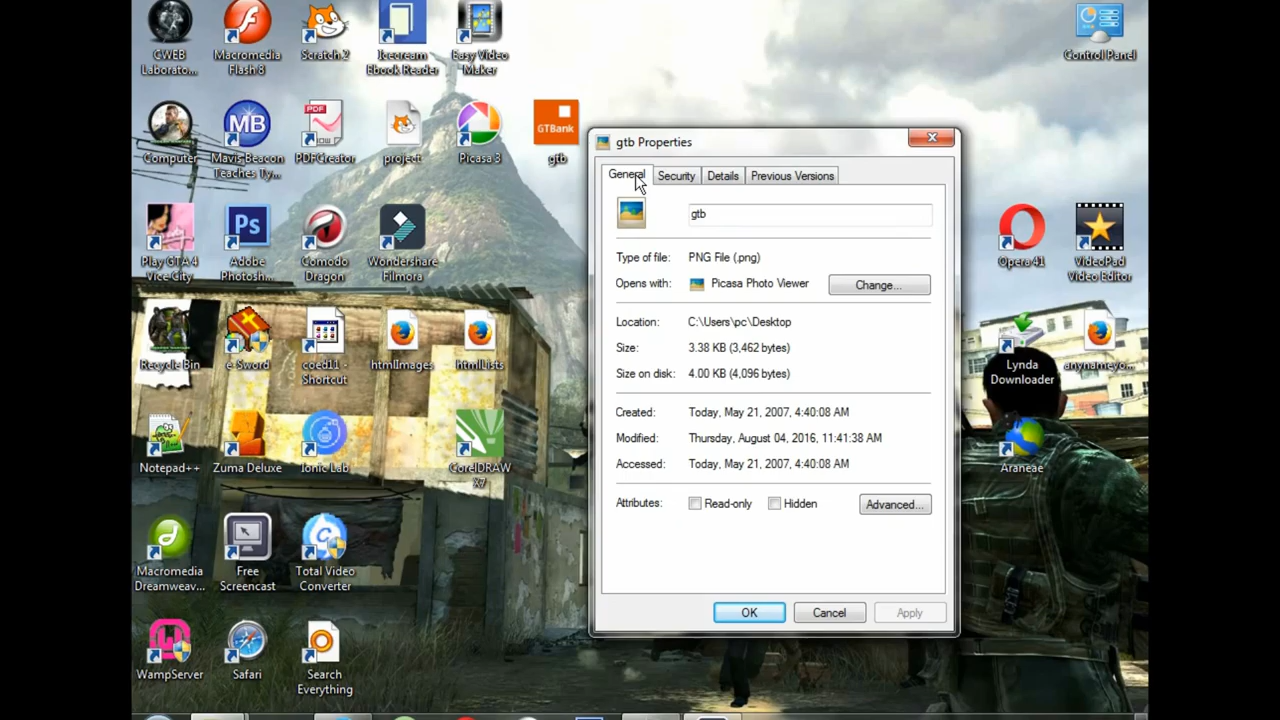 CWEB
Laborato...
Macromedia
Flash 8
Scratch 2
Icecream
Ebook Reader
Easy Video
Maker
Control Panel
Computer
MB
Mavis Beacon
Teaches Ty...
PDF
PDFCreator
project
Picasa 3
GTBank
gtb
gtb Properties
General
Security
Details
Previous Versions
gtb
Type of file:
PNG File (.png)
Opens with:
Picasa Photo Viewer
Change...
Location:
C:\Users\pc\Desktop
Size:
3.38 KB (3,462 bytes)
Size on disk:
4.00 KB (4,096 bytes)
Created:
Today, May 21, 2007, 4:40:08 AM
Modified:
Thursday, August 04, 2016, 11:41:38 AM
Accessed:
Today, May 21, 2007, 4:40:08 AM
Attributes:
Read-only
Hidden
Advanced...
OK
Cancel
Apply
Play GTA 4
Vice City
Ps
Adobe
Photosh...
Comodo
Dragon
Wondershare
Filmora
Opera 41
VideoPad
Video Editor
Recycle Bin
e-Sword
coed11 -
Shortcut
htmlImages
htmlLists
Lynda
Downloader
anynameyo...
Notepad++
Zuma Deluxe
Ionic Lab
CorelDRAW
X7
Araneae
Macromedia
Dreamweav...
Free
Screencast
Total Video
Converter
WampServer
Safari
Search
Everything